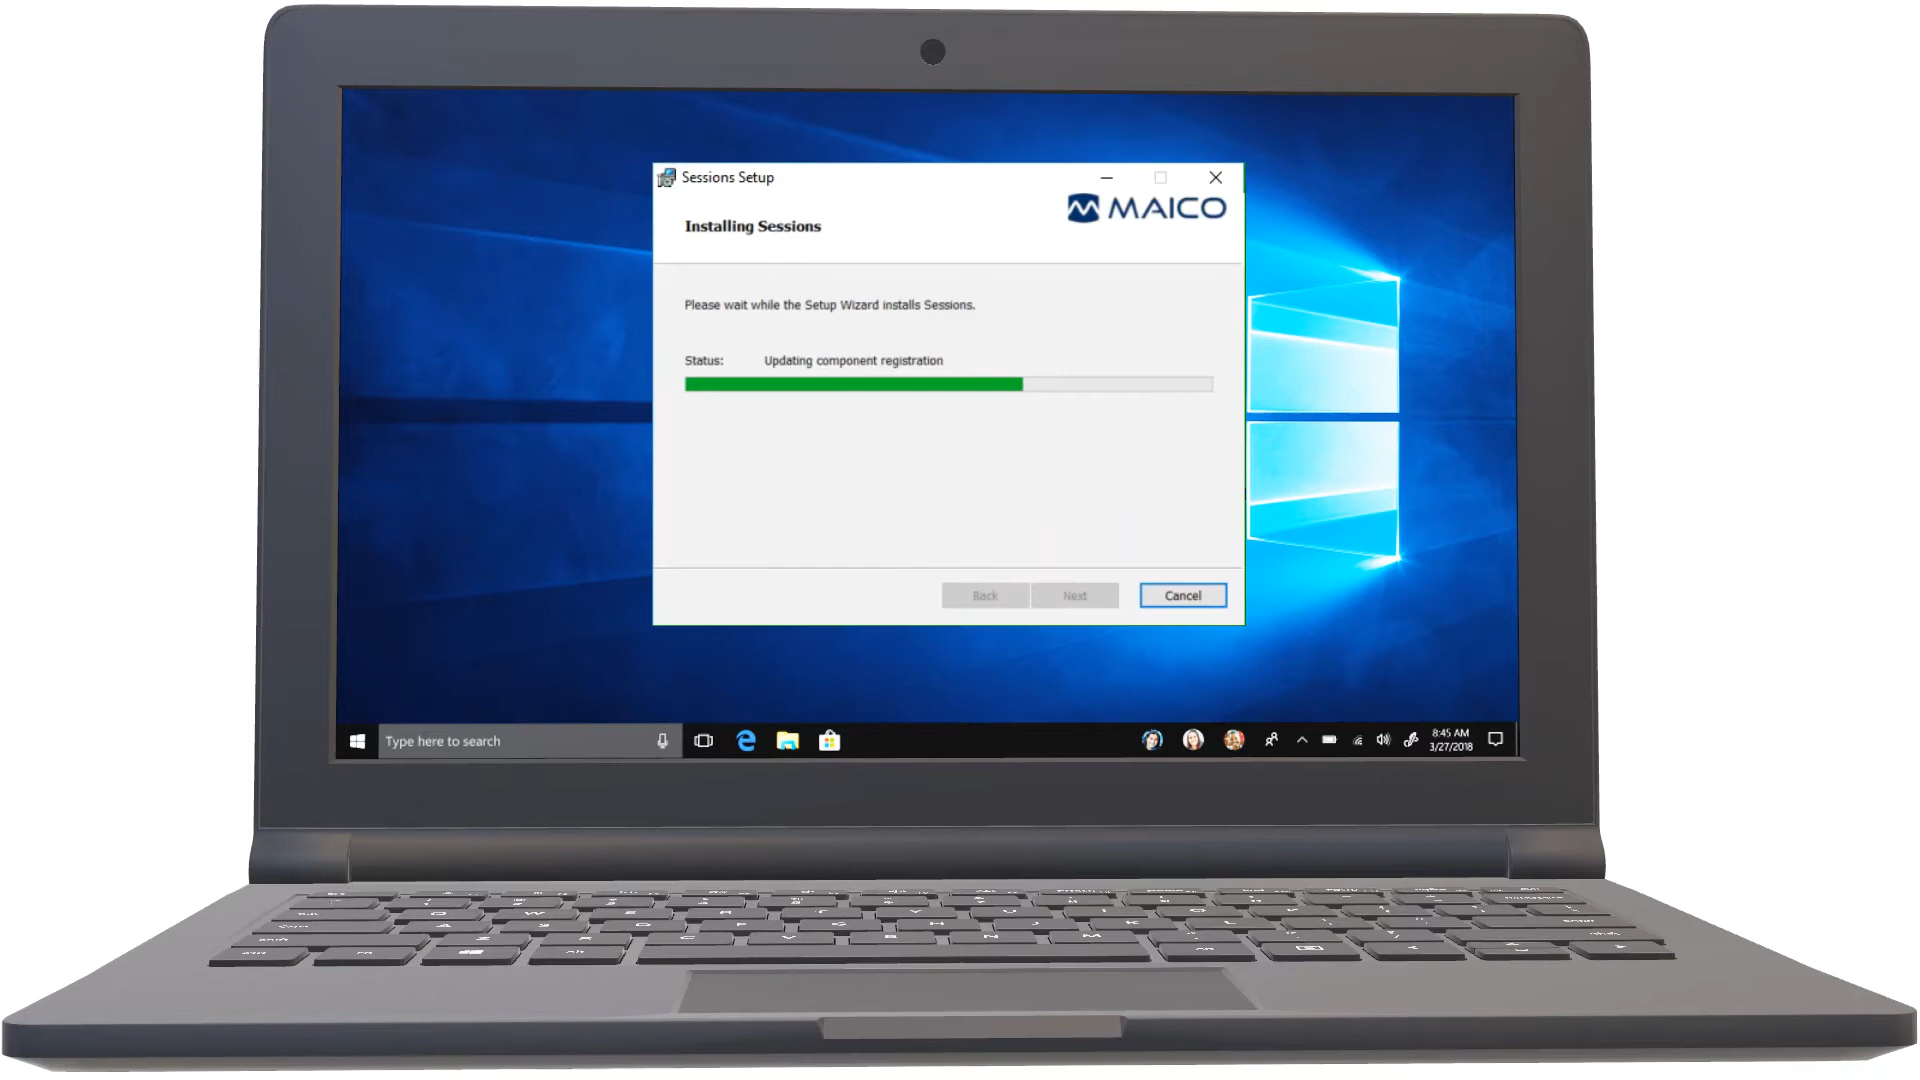 Sessions Setup
MAICO
Installing Sessions
Please wait while the Setup Wizard installs Sessions.
Status: Updating component registration
Back Next Cancel
Type here to search
8:45 AM
3/27/2018